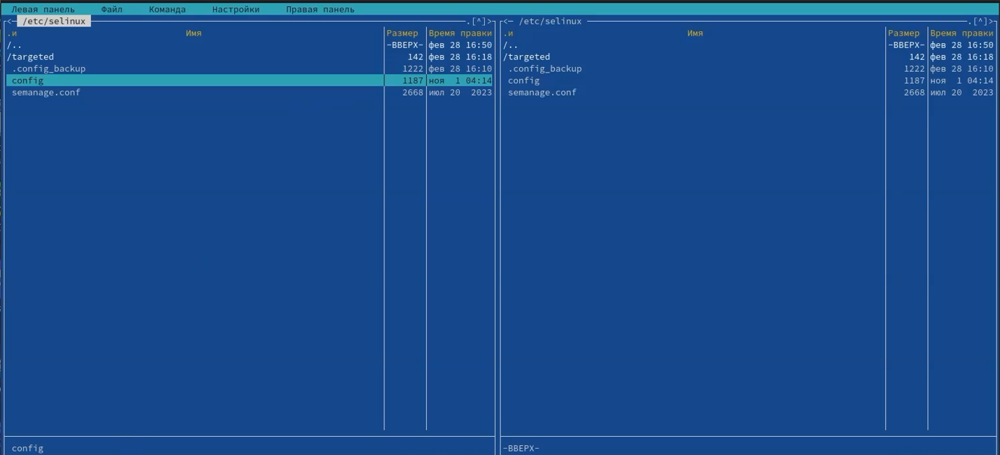 Левая панель Файл Команда Настройки Правая панель
<— /etc/selinux .[^]> <— /etc/selinux .[^]>
.и Имя Размер Время правки .и Имя Размер Время правки
/.. -ВВЕРХ- фев 28 16:50 /.. -ВВЕРХ- фев 28 16:50
/targeted 142 фев 28 16:18 /targeted 142 фев 28 16:18
.config_backup 1222 фев 28 16:10 .config_backup 1222 фев 28 16:10
config 1187 ноя 1 04:14 config 1187 ноя 1 04:14
semanage.conf 2668 июл 20 2023 semanage.conf 2668 июл 20 2023
config -ВВЕРХ-